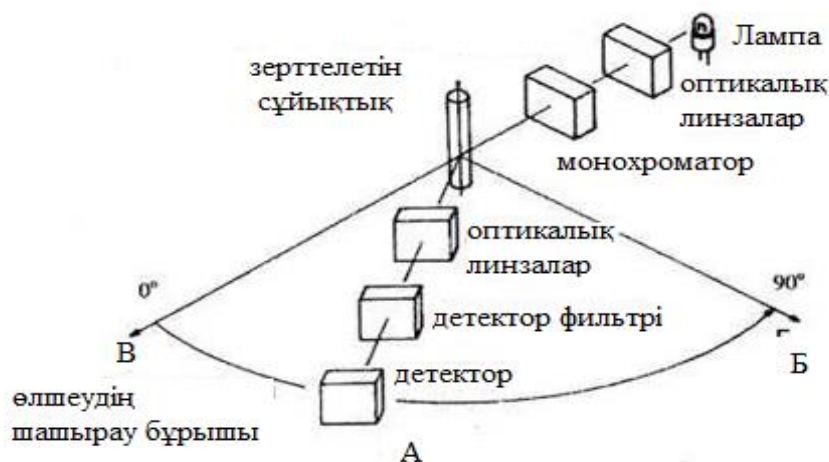 Лампа
зерттелетін
сұйықтық
оптикалық
линзалар
монохроматор
оптикалық
линзалар
0°
90°
детектор фильтрі
В
Б
детектор
өлшеудің
шашырау бұрышы
А